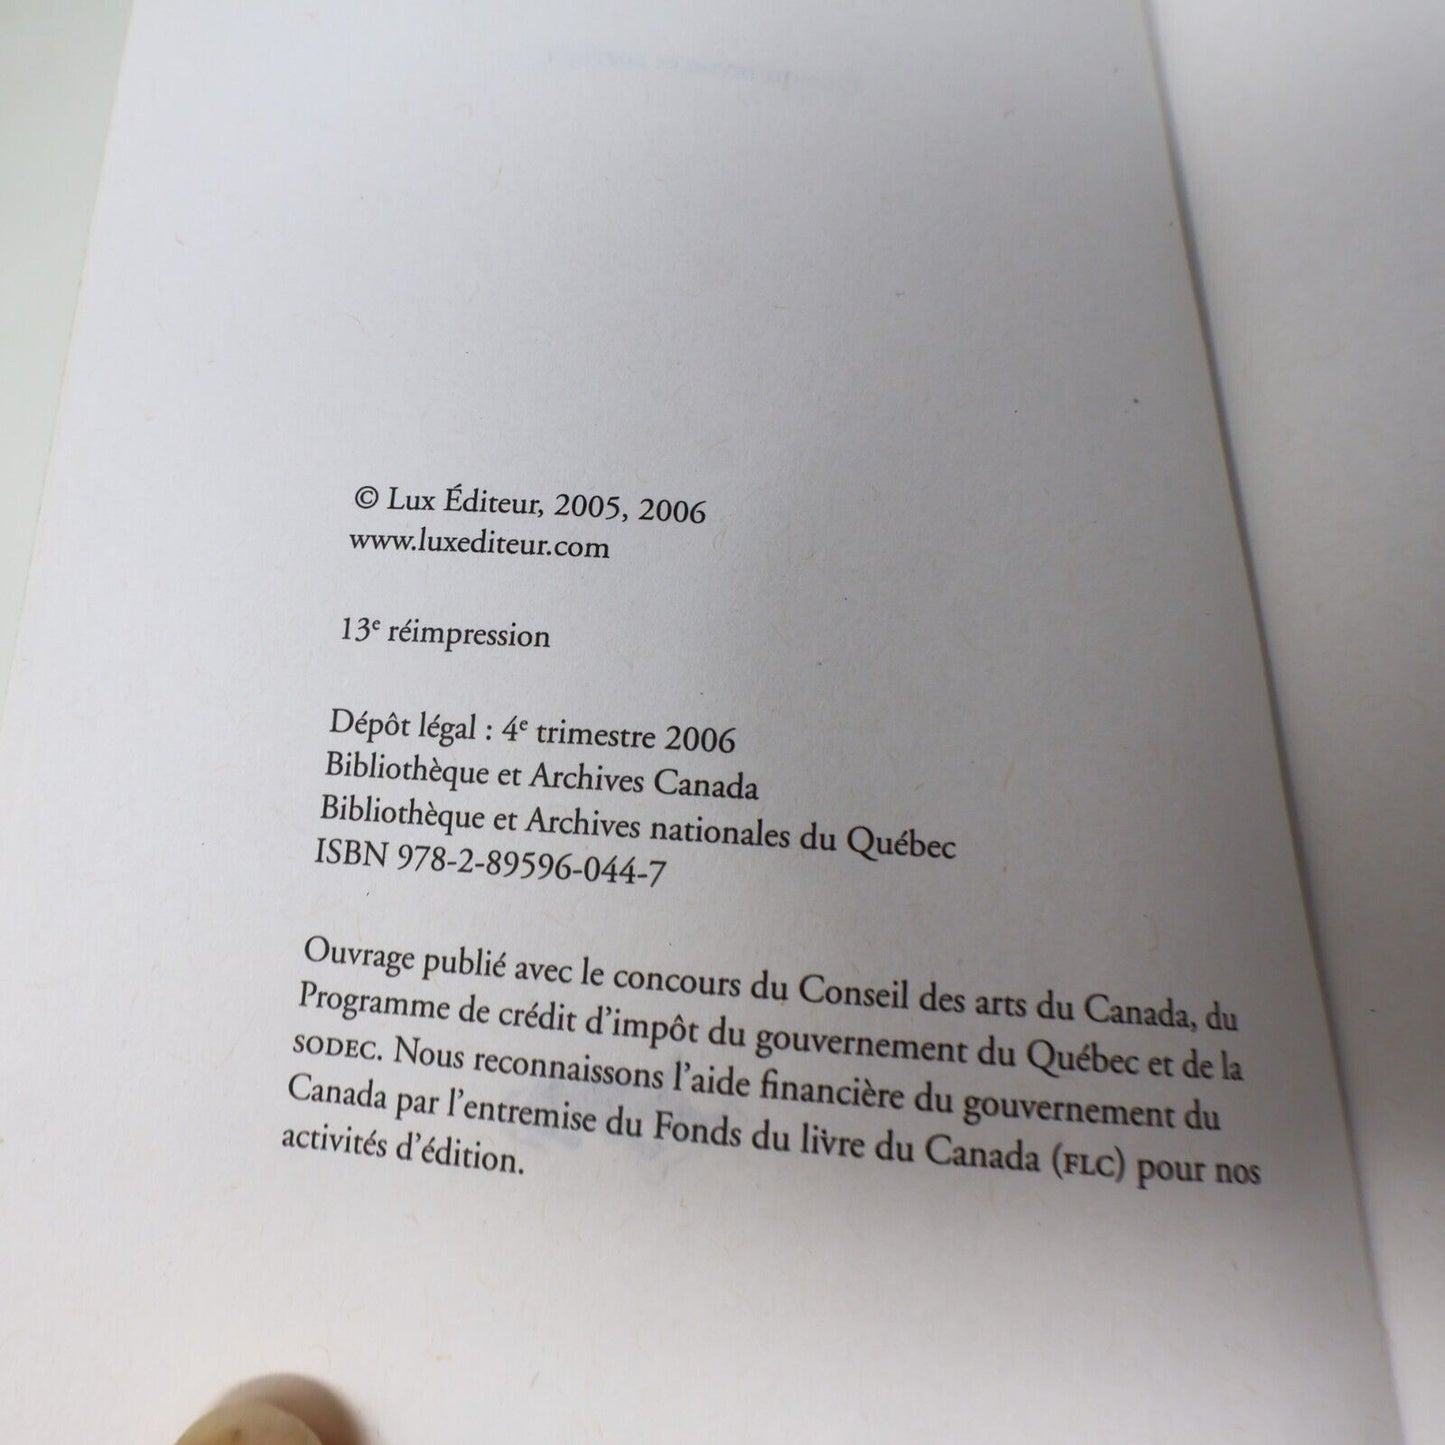 © Lux Éditeur, 2005, 2006
www.luxediteur.com
13e réimpression
Dépôt légal : 4e trimestre 2006
Bibliothèque et Archives Canada
Bibliothèque et Archives nationales du Québec
ISBN 978-2-89596-044-7
Ouvrage publié avec le concours du Conseil des arts du Canada, du
Programme de crédit d'impôt du gouvernement du Québec et de la
SODEC. Nous reconnaissons l'aide financière du gouvernement du
Canada par l'entremise du Fonds du livre du Canada (FLC) pour nos
activités d'édition.